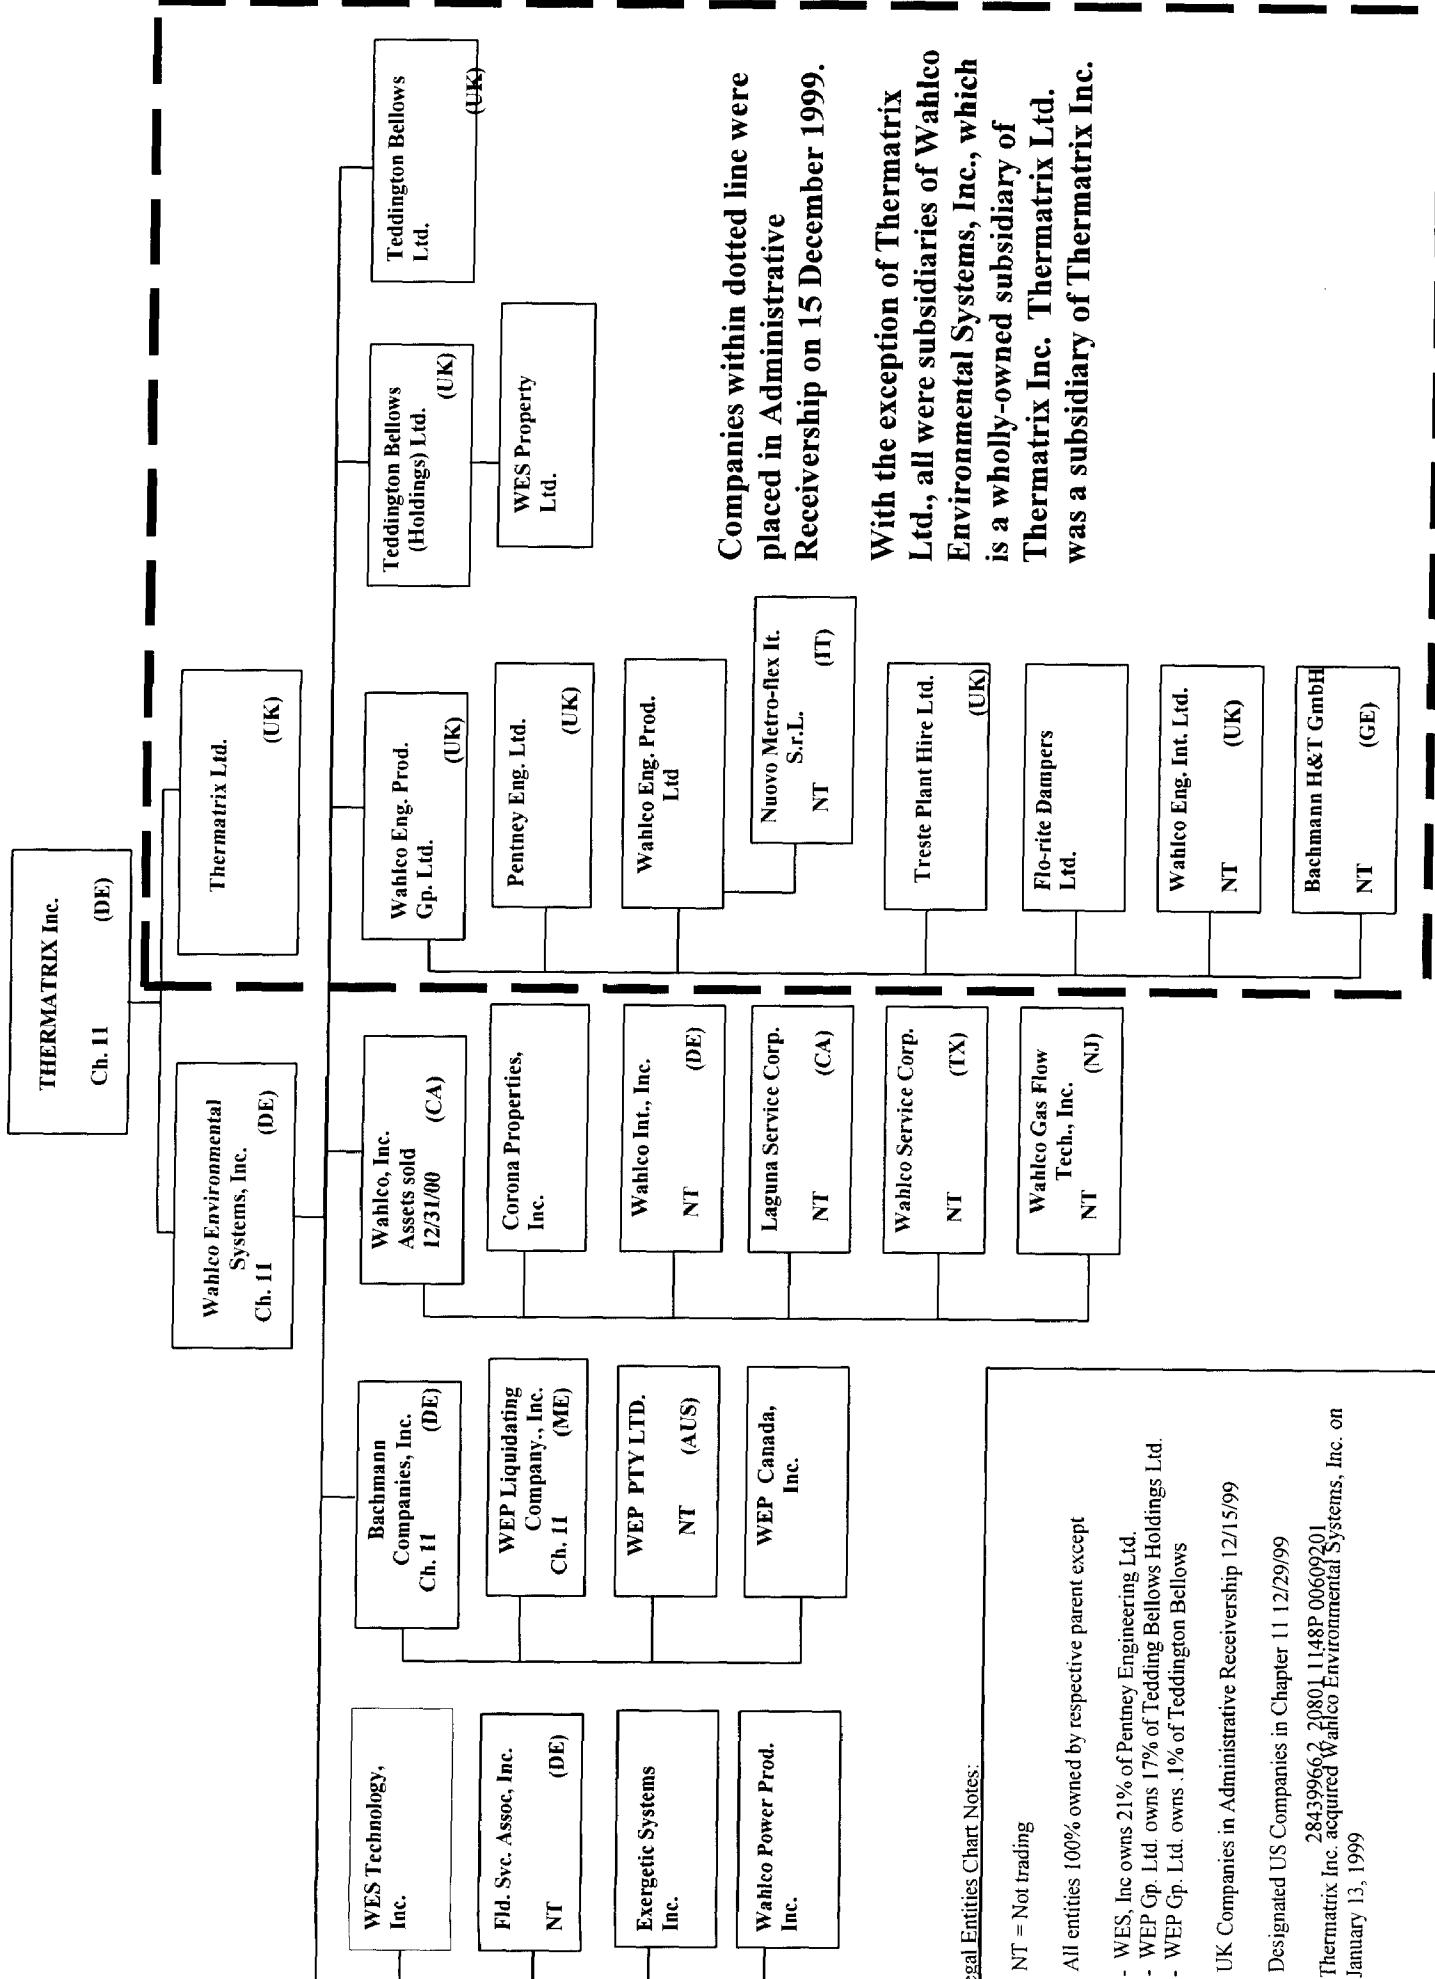 THERMATRIX Inc.
Ch. 11 (DE)
Wahlco Environmental
Systems, Inc.
Ch. 11 (DE)
Thermatrix Ltd.
(UK)
WES Technology,
Inc.
Fld. Svc. Assoc, Inc.
NT (DE)
Exergetic Systems
Inc.
Wahlco Power Prod.
Inc.
Bachmann
Companies, Inc.
Ch. 11 (DE)
WEP Liquidating
Company., Inc.
Ch. 11 (ME)
WEP PTY LTD.
NT (AUS)
WEP Canada,
Inc.
Wahlco, Inc.
Assets sold
12/31/00 (CA)
Corona Properties,
Inc.
Wahlco Int., Inc.
NT (DE)
Laguna Service Corp.
NT (CA)
Wahlco Service Corp.
NT (TX)
Wahlco Gas Flow
Tech., Inc.
NT (NJ)
Wahlco Eng. Prod.
Gp. Ltd.
(UK)
Pentney Eng. Ltd.
(UK)
Wahlco Eng. Prod.
Ltd
Nuovo Metro-flex It.
S.r.L.
NT (IT)
Treste Plant Hire Ltd.
(UK)
Flo-rite Dampers
Ltd.
Wahlco Eng. Int. Ltd.
NT (UK)
Bachmann H&T GmbH
NT (GE)
Teddington Bellows
(Holdings) Ltd.
(UK)
WES Property
Ltd.
Teddington Bellows
Ltd.
(UK)
Companies within dotted line were
placed in Administrative
Receivership on 15 December 1999.
With the exception of Thermatrix
Ltd., all were subsidiaries of Wahlco
Environmental Systems, Inc., which
is a wholly-owned subsidiary of
Thermatrix Inc. Thermatrix Ltd.
was a subsidiary of Thermatrix Inc.
egal Entities Chart Notes:
NT = Not trading
All entities 100% owned by respective parent except
- WES, Inc owns 21% of Pentney Engineering Ltd.
- WEP Gp. Ltd. owns 17% of Tedding Bellows Holdings Ltd.
- WEP Gp. Ltd. owns .1% of Teddington Bellows
UK Companies in Administrative Receivership 12/15/99
Designated US Companies in Chapter 11 12/29/99
28439966.2 20801 1148P 00609201
Thermatrix Inc. acquired Wahlco Environmental Systems, Inc. on
January 13, 1999